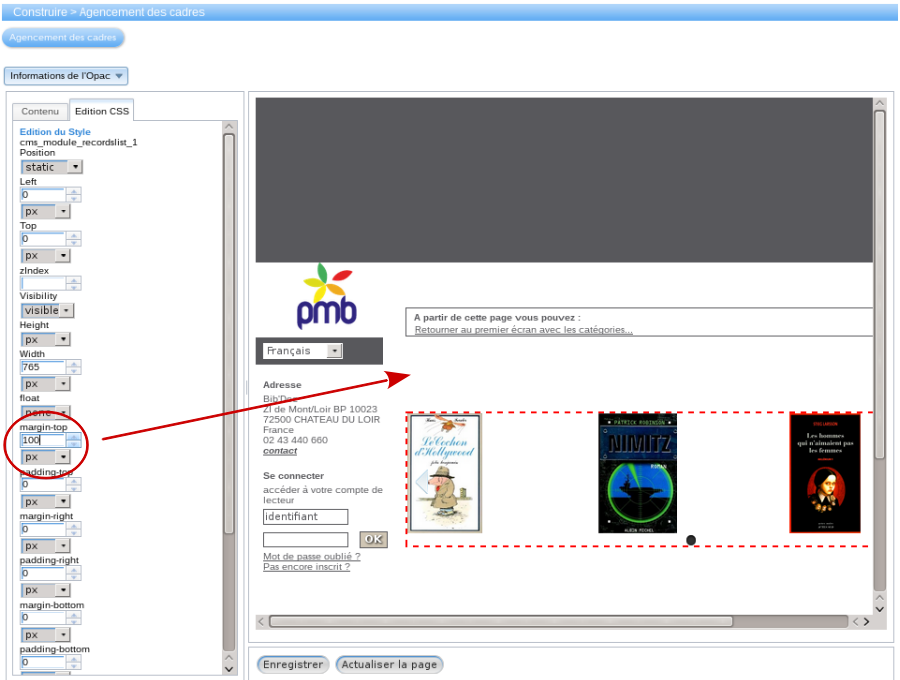 Construire > Agencement des cadres
Agencement des cadres
Informations de l'Opac
Contenu
Edition CSS
Edition du Style
cms_module_recordslist_1
Position
static
Left
0
px
Top
0
px
zIndex
Visibility
visible
Height
px
Width
765
px
float
none
margin-top
100
px
padding-top
0
px
margin-right
0
px
padding-right
0
px
margin-bottom
0
px
padding-bottom
0
pmb
Français
A partir de cette page vous pouvez :
Retourner au premier écran avec les catégories...
Adresse
Bib'Doc
ZI de Mont/Loir BP 10023
72500 CHATEAU DU LOIR
France
02 43 440 660
contact
Se connecter
accéder à votre compte de
lecteur
identifiant
OK
Mot de passe oublié ?
Pas encore inscrit ?
Le Cochon
d'Hollywood
PATRICK ROBINSON
NIMITZ
ROMAN
ALBIN MICHEL
Les hommes
qui n'aimaient pas
les femmes
Enregistrer
Actualiser la page